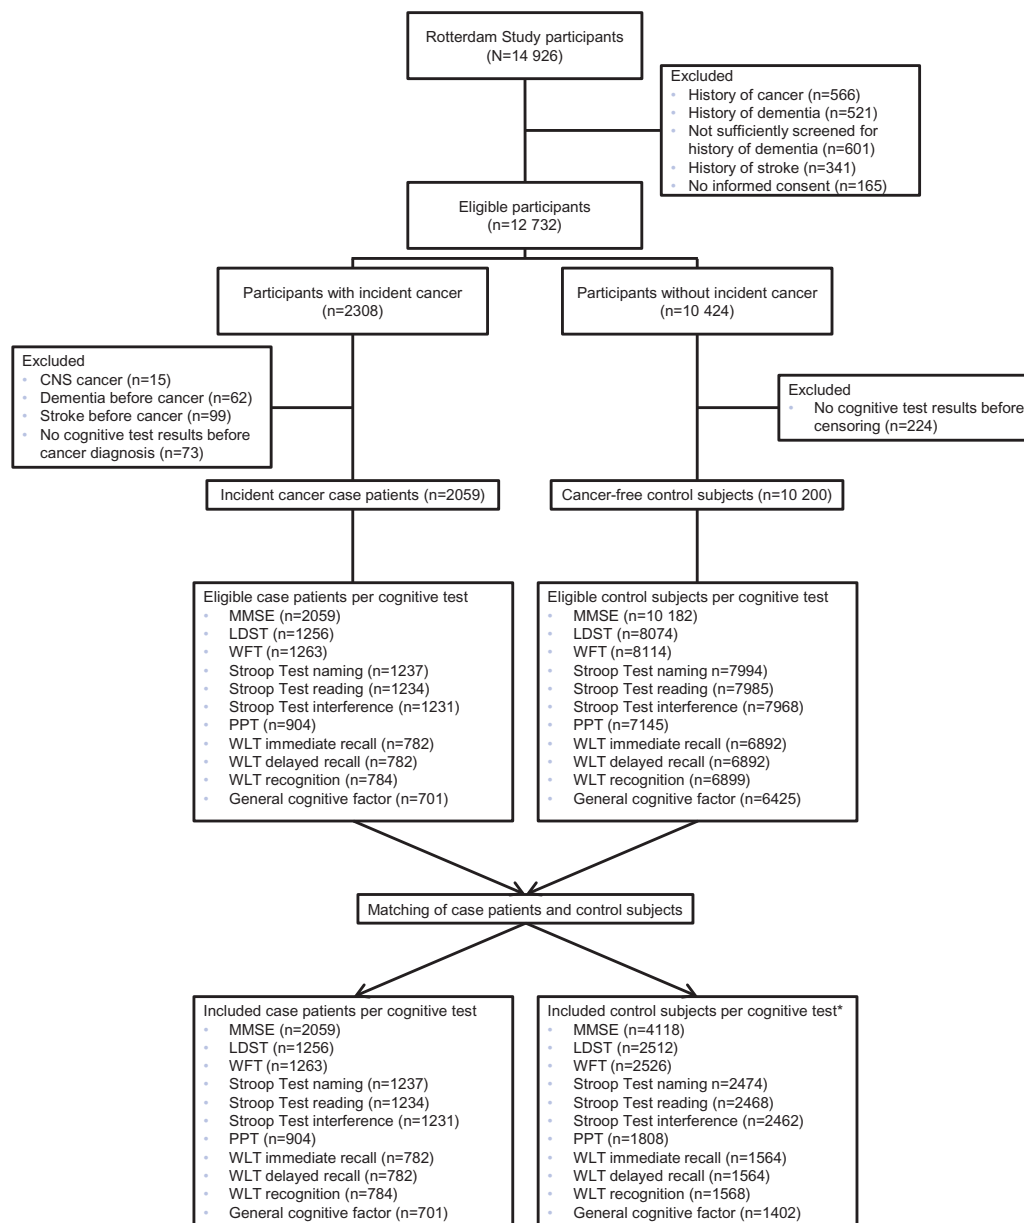 Rotterdam Study participants
(N=14 926)
Excluded
• History of cancer (n=566)
• History of dementia (n=521)
• Not sufficiently screened for
history of dementia (n=601)
• History of stroke (n=341)
• No informed consent (n=165)
Eligible participants
(n=12 732)
Participants with incident cancer
(n=2308)
Participants without incident cancer
(n=10 424)
Excluded
• CNS cancer (n=15)
• Dementia before cancer (n=62)
• Stroke before cancer (n=99)
• No cognitive test results before
cancer diagnosis (n=73)
Excluded
• No cognitive test results before
censoring (n=224)
Incident cancer case patients (n=2059)
Cancer-free control subjects (n=10 200)
Eligible case patients per cognitive test
• MMSE (n=2059)
• LDST (n=1256)
• WFT (n=1263)
• Stroop Test naming (n=1237)
• Stroop Test reading (n=1234)
• Stroop Test interference (n=1231)
• PPT (n=904)
• WLT immediate recall (n=782)
• WLT delayed recall (n=782)
• WLT recognition (n=784)
• General cognitive factor (n=701)
Eligible control subjects per cognitive test
• MMSE (n=10 182)
• LDST (n=8074)
• WFT (n=8114)
• Stroop Test naming n=7994)
• Stroop Test reading (n=7985)
• Stroop Test interference (n=7968)
• PPT (n=7145)
• WLT immediate recall (n=6892)
• WLT delayed recall (n=6892)
• WLT recognition (n=6899)
• General cognitive factor (n=6425)
Matching of case patients and control subjects
Included case patients per cognitive test
• MMSE (n=2059)
• LDST (n=1256)
• WFT (n=1263)
• Stroop Test naming (n=1237)
• Stroop Test reading (n=1234)
• Stroop Test interference (n=1231)
• PPT (n=904)
• WLT immediate recall (n=782)
• WLT delayed recall (n=782)
• WLT recognition (n=784)
• General cognitive factor (n=701)
Included control subjects per cognitive test*
• MMSE (n=4118)
• LDST (n=2512)
• WFT (n=2526)
• Stroop Test naming n=2474)
• Stroop Test reading (n=2468)
• Stroop Test interference (n=2462)
• PPT (n=1808)
• WLT immediate recall (n=1564)
• WLT delayed recall (n=1564)
• WLT recognition (n=1568)
• General cognitive factor (n=1402)